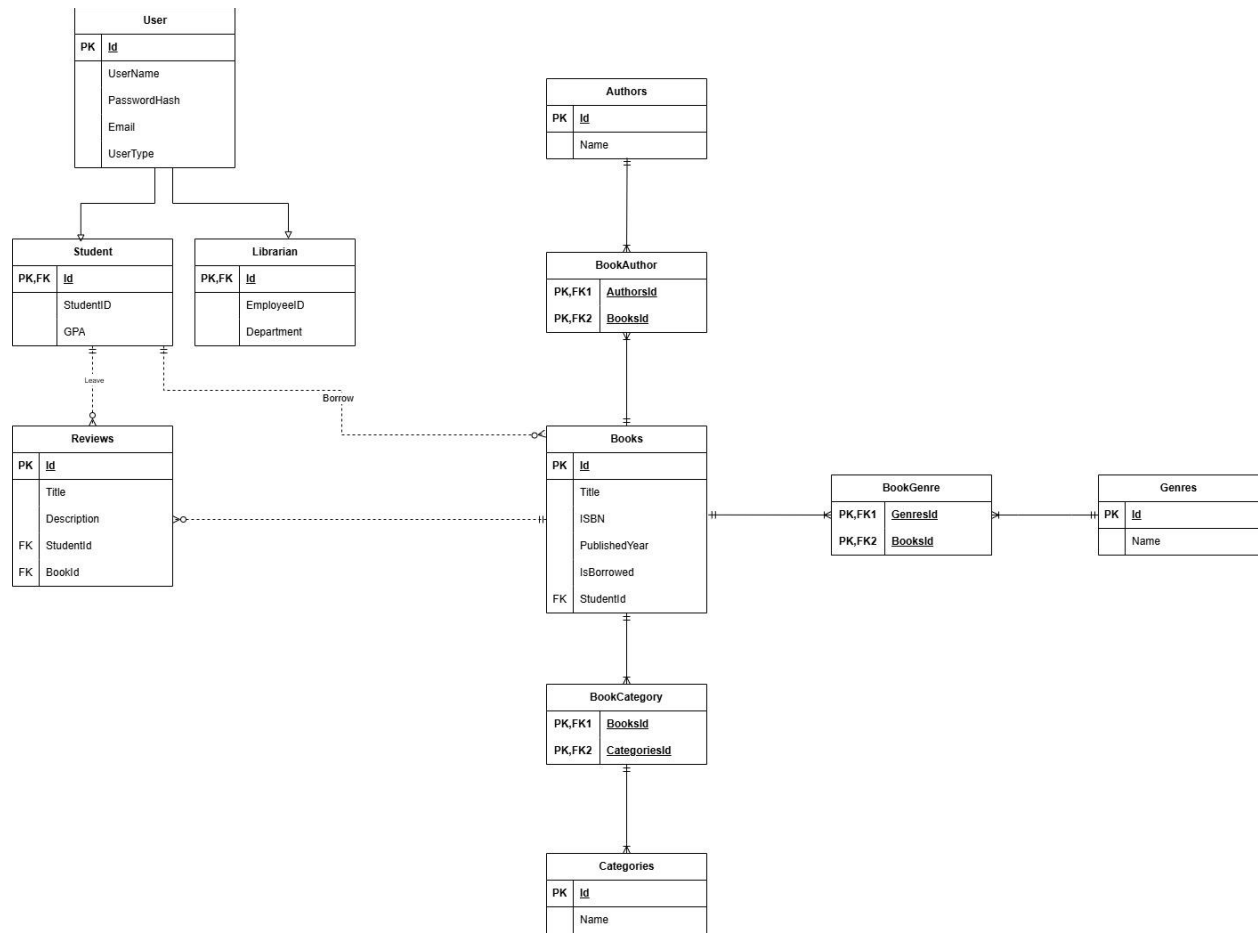 User
PK Id
UserName
PasswordHash
Email
UserType
Authors
PK Id
Name
Student
PK,FK Id
StudentID
GPA
Librarian
PK,FK Id
EmployeeID
Department
BookAuthor
PK,FK1 AuthorsId
PK,FK2 BooksId
Leave
Borrow
Reviews
PK Id
Title
Description
FK StudentId
FK BookId
Books
PK Id
Title
ISBN
PublishedYear
IsBorrowed
FK StudentId
BookGenre
PK,FK1 GenresId
PK,FK2 BooksId
Genres
PK Id
Name
BookCategory
PK,FK1 BooksId
PK,FK2 CategoriesId
Categories
PK Id
Name